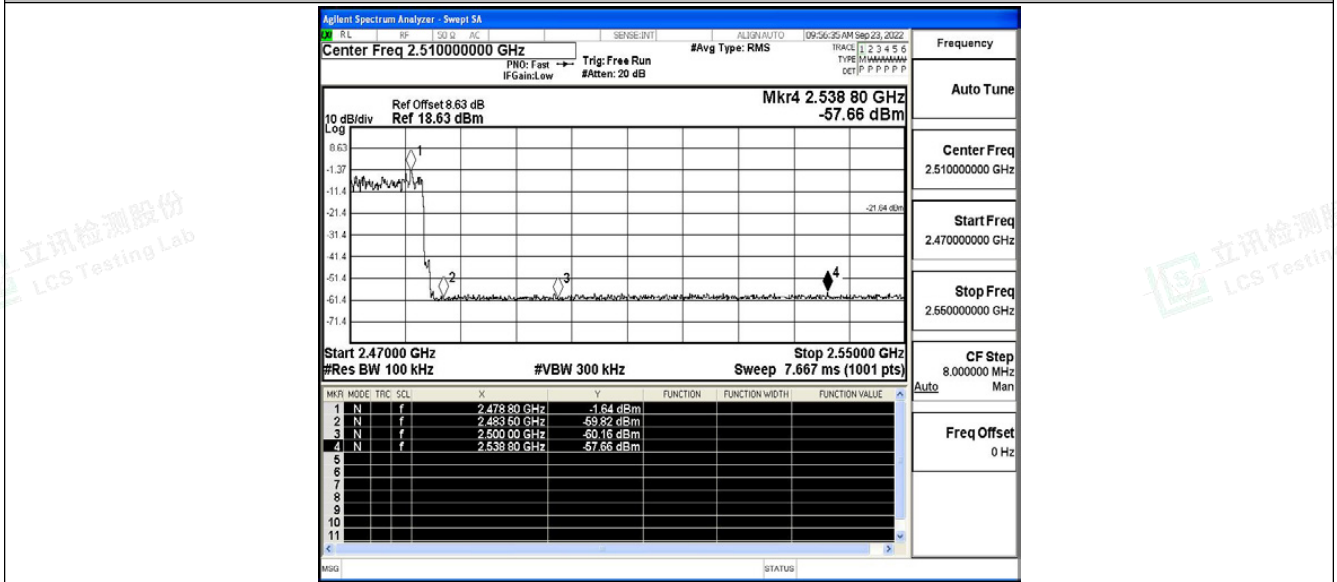 Agilent Spectrum Analyzer - Swept SA
RL RF 50 Ω AC SENSE:INT ALIGN AUTO 09:56:35 AM Sep 23, 2022
Center Freq 2.510000000 GHz
PNO: Fast
IFGain:Low
Trig: Free Run
#Atten: 20 dB
#Avg Type: RMS
TRACE 1 2 3 4 5 6
TYPE M
DET P P P P P P
Ref Offset 8.63 dB
Ref 18.63 dBm
10 dB/div
Log
Mkr4 2.538 80 GHz
-57.66 dBm
8.63
-1.37
-11.4
-21.4
-31.4
-41.4
-51.4
-61.4
-71.4
1
2
3
4
-21.64 dBm
Start 2.47000 GHz
Stop 2.55000 GHz
#Res BW 100 kHz
#VBW 300 kHz
Sweep 7.667 ms (1001 pts)
MKR MODE TRC SCL X Y FUNCTION FUNCTION WIDTH FUNCTION VALUE
1 N f 2.478 80 GHz -1.64 dBm
2 N f 2.483 50 GHz -59.82 dBm
3 N f 2.500 00 GHz -60.16 dBm
4 N f 2.538 80 GHz -57.66 dBm
5
6
7
8
9
10
11
MSG
STATUS
Frequency
Auto Tune
Center Freq
2.510000000 GHz
Start Freq
2.470000000 GHz
Stop Freq
2.550000000 GHz
CF Step
8.000000 MHz
Auto Man
Freq Offset
0 Hz
立讯检测股份
LCS Testing Lab
立讯检测股
LCS Testin